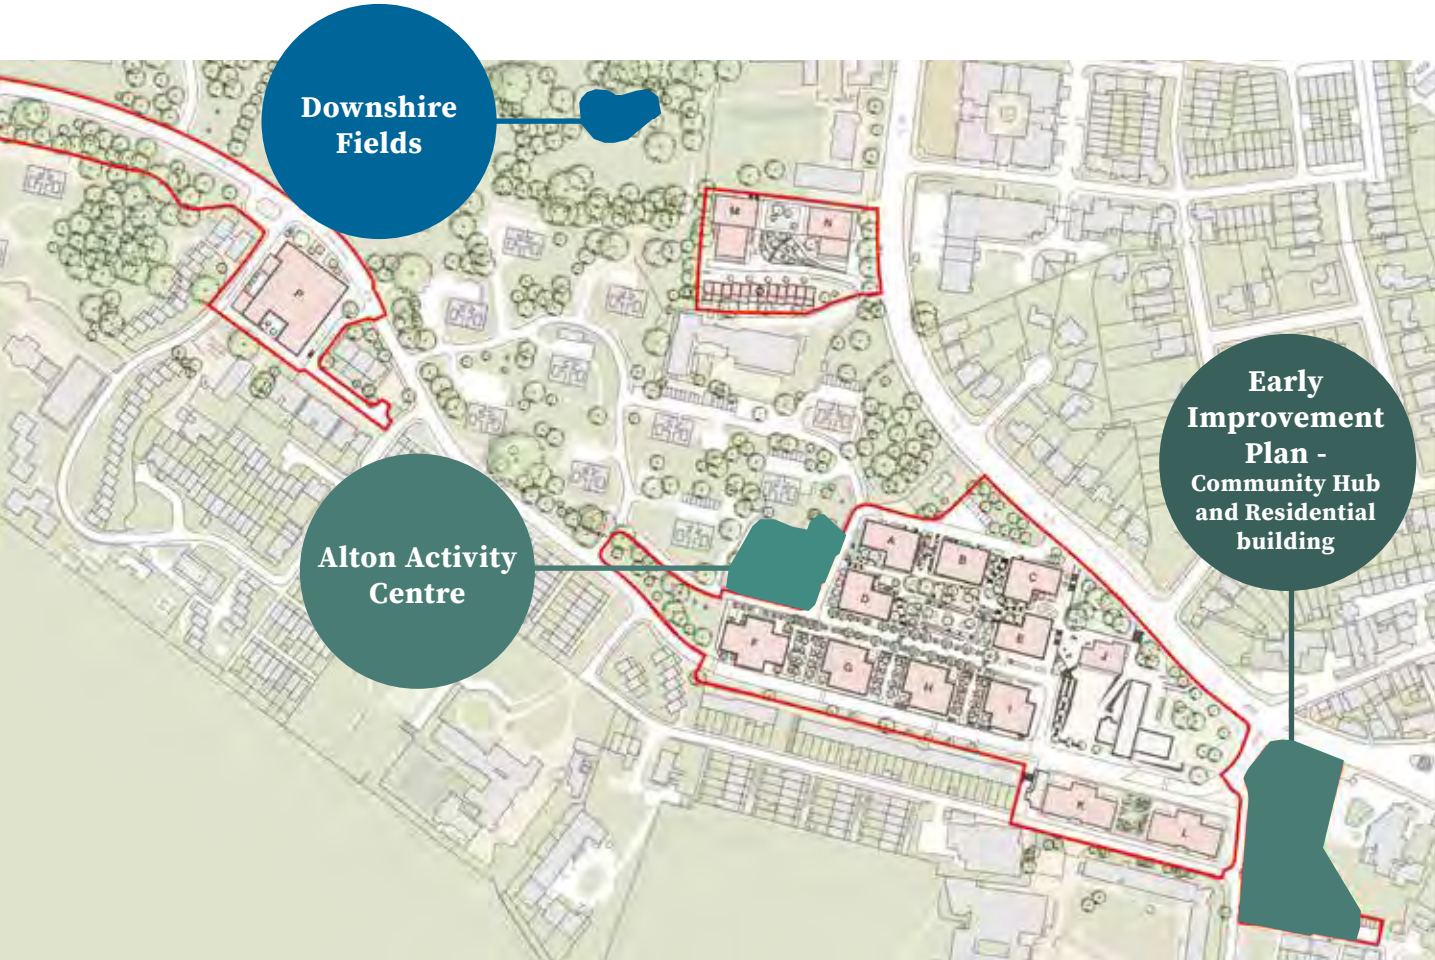 Downshire
Fields
Early
Improvement
Plan -
Community Hub
and Residential
building
Alton Activity
Centre
M
N
P
A
B
C
D
E
F
G
H
I
J
K
L